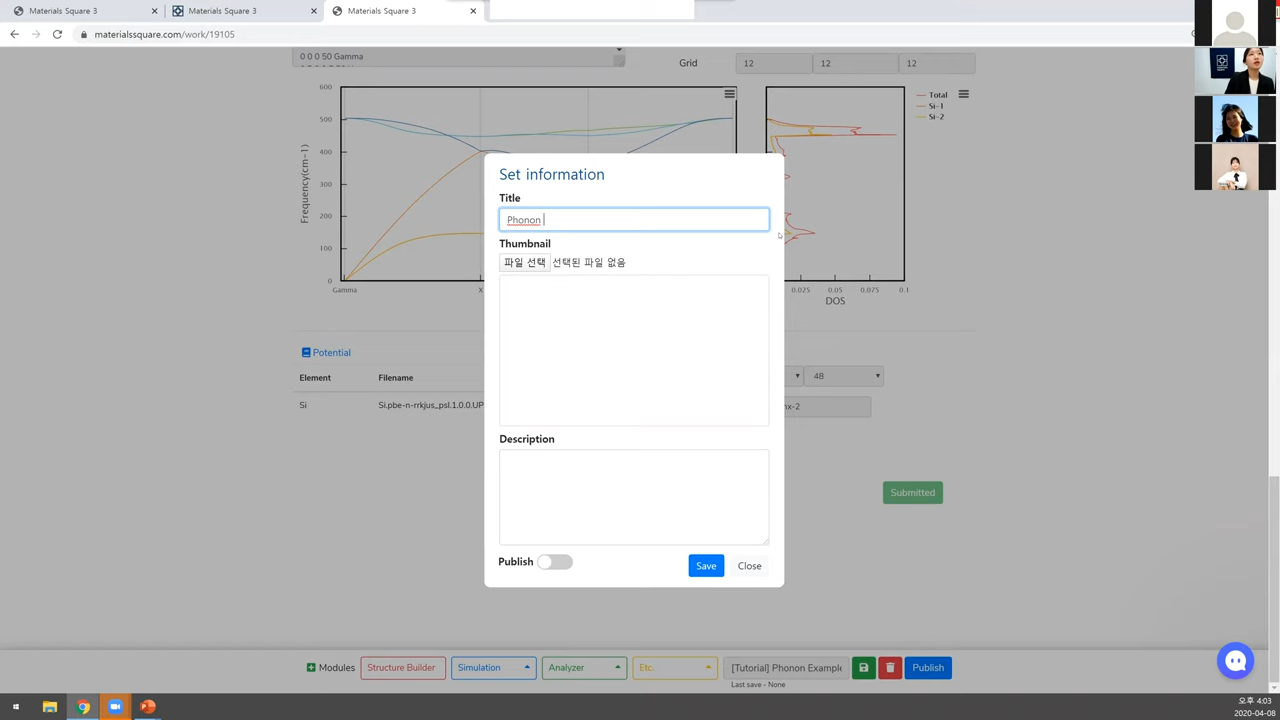 Materials Square 3
Materials Square 3
Materials Square 3
materialssquare.com/work/19105
0 0 0 50 Gamma
Grid
12
12
12
600
500
400
300
200
100
0
Frequency(cm-1)
Gamma
X
Total
Si-1
Si-2
0.025
0.05
0.075
0.1
DOS
Set information
Title
Phonon
Thumbnail
파일 선택 선택된 파일 없음
Description
Publish
Save
Close
Potential
Element
Filename
Si
Si.pbe-n-rrkjus_psl.1.0.0.UP
48
nx-2
Submitted
Modules
Structure Builder
Simulation
Analyzer
Etc.
[Tutorial] Phonon Example
Publish
Last save - None
오후 4:03
2020-04-08